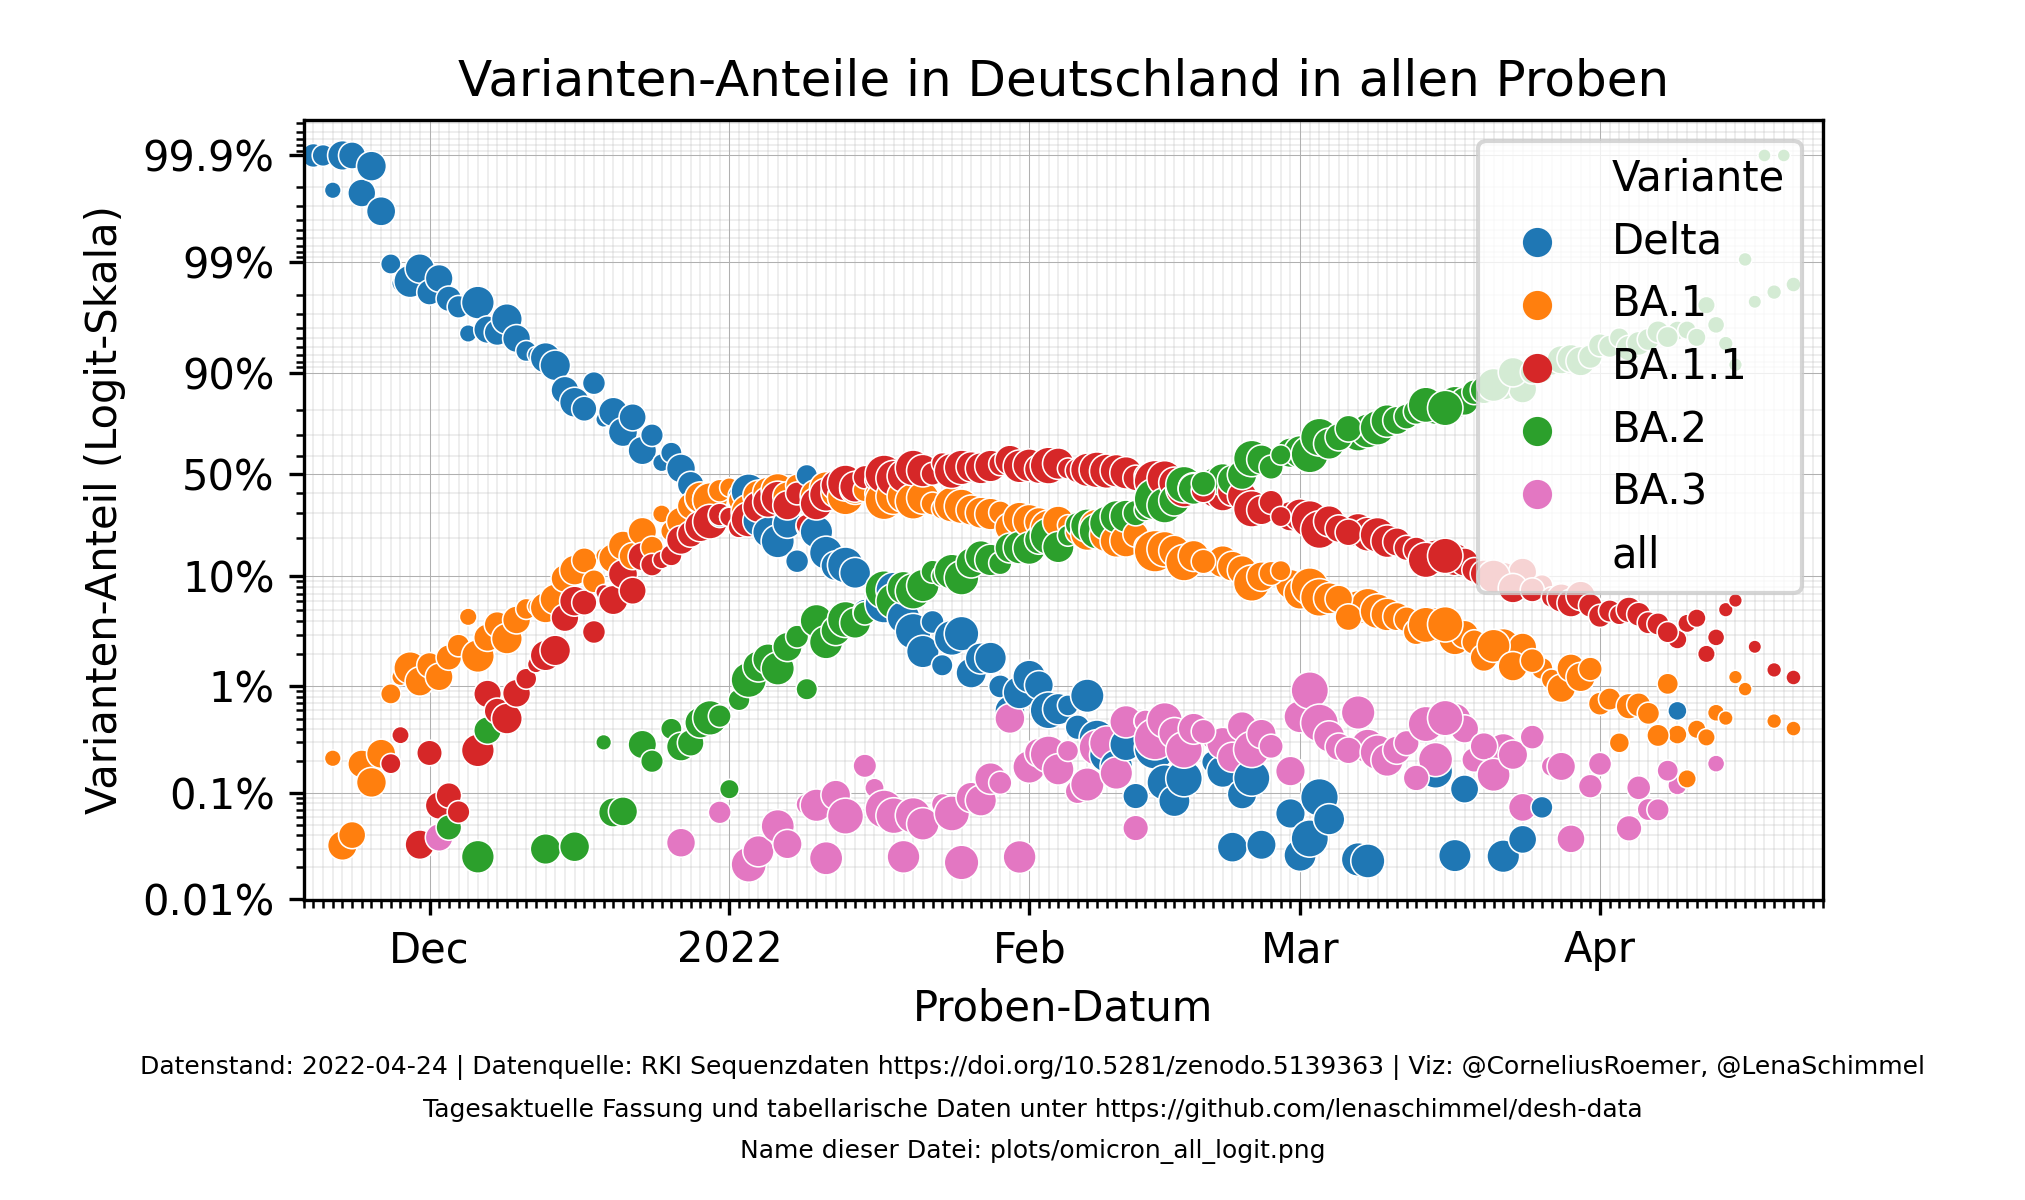 Varianten-Anteile in Deutschland in allen Proben
Varianten-Anteil (Logit-Skala)
99.9%
99%
90%
50%
10%
1%
0.1%
0.01%
Variante
Delta
BA.1
BA.1.1
BA.2
BA.3
all
Dec
2022
Feb
Mar
Apr
Proben-Datum
Datenstand: 2022-04-24 | Datenquelle: RKI Sequenzdaten https://doi.org/10.5281/zenodo.5139363 | Viz: @CorneliusRoemer, @LenaSchimmel
Tagesaktuelle Fassung und tabellarische Daten unter https://github.com/lenaschimmel/desh-data
Name dieser Datei: plots/omicron_all_logit.png